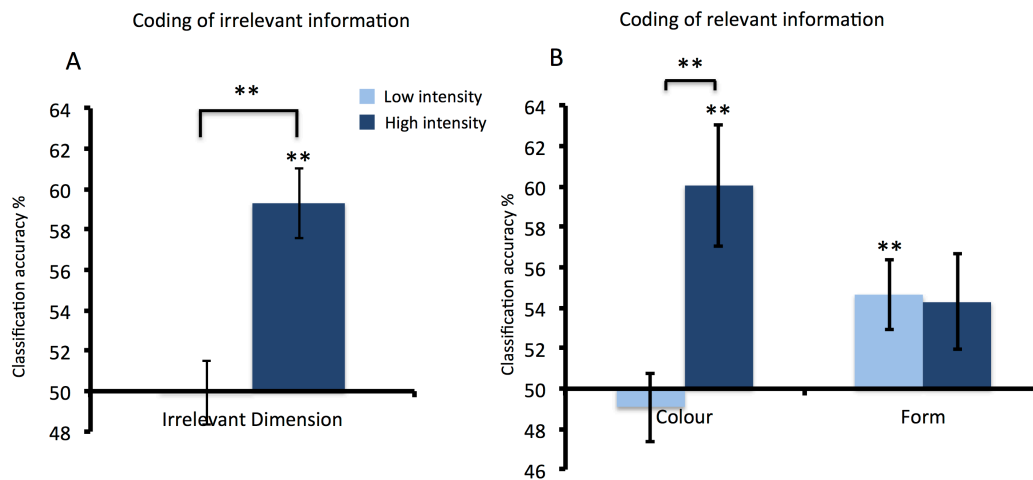 Coding of irrelevant information
A
**
Low intensity
High intensity
**
64
62
60
58
56
54
52
50
48
Classification accuracy %
Irrelevant Dimension
Coding of relevant information
B
**
**
**
64
62
60
58
56
54
52
50
48
46
Classification accuracy %
Colour
Form